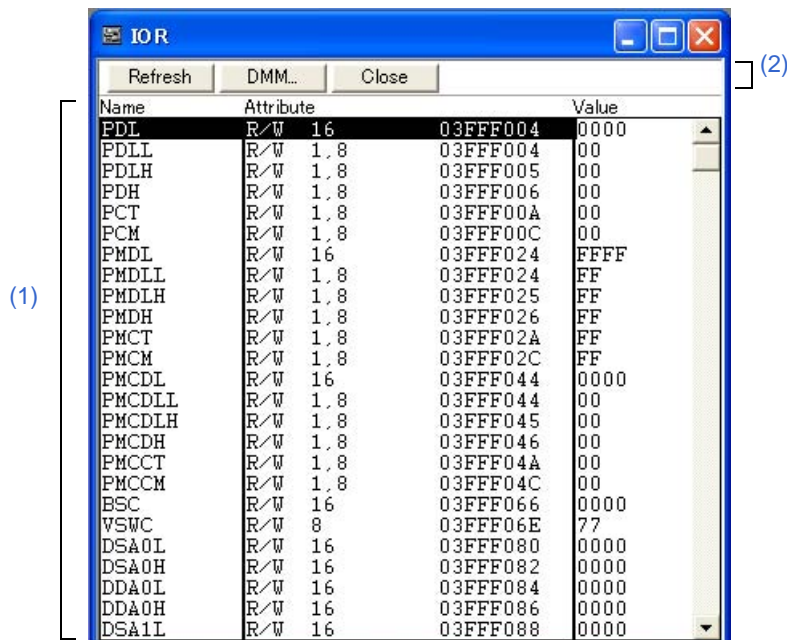 IOR
(2)
Refresh DMM... Close
Name Attribute Value
PDL R/W 16 03FFF004 0000
PDLL R/W 1,8 03FFF004 00
PDLH R/W 1,8 03FFF005 00
PDH R/W 1,8 03FFF006 00
PCT R/W 1,8 03FFF00A 00
PCM R/W 1,8 03FFF00C 00
PMDL R/W 16 03FFF024 FFFF
PMDLL R/W 1,8 03FFF024 FF
(1)
PMDLH R/W 1,8 03FFF025 FF
PMDH R/W 1,8 03FFF026 FF
PMCT R/W 1,8 03FFF02A FF
PMCM R/W 1,8 03FFF02C FF
PMCDL R/W 16 03FFF044 0000
PMCDLL R/W 1,8 03FFF044 00
PMCDLH R/W 1,8 03FFF045 00
PMCDH R/W 1,8 03FFF046 00
PMCCT R/W 1,8 03FFF04A 00
PMCCM R/W 1,8 03FFF04C 00
BSC R/W 16 03FFF066 0000
VSWC R/W 8 03FFF06E 77
DSA0L R/W 16 03FFF080 0000
DSA0H R/W 16 03FFF082 0000
DDA0L R/W 16 03FFF084 0000
DDA0H R/W 16 03FFF086 0000
DSA1L R/W 16 03FFF088 0000